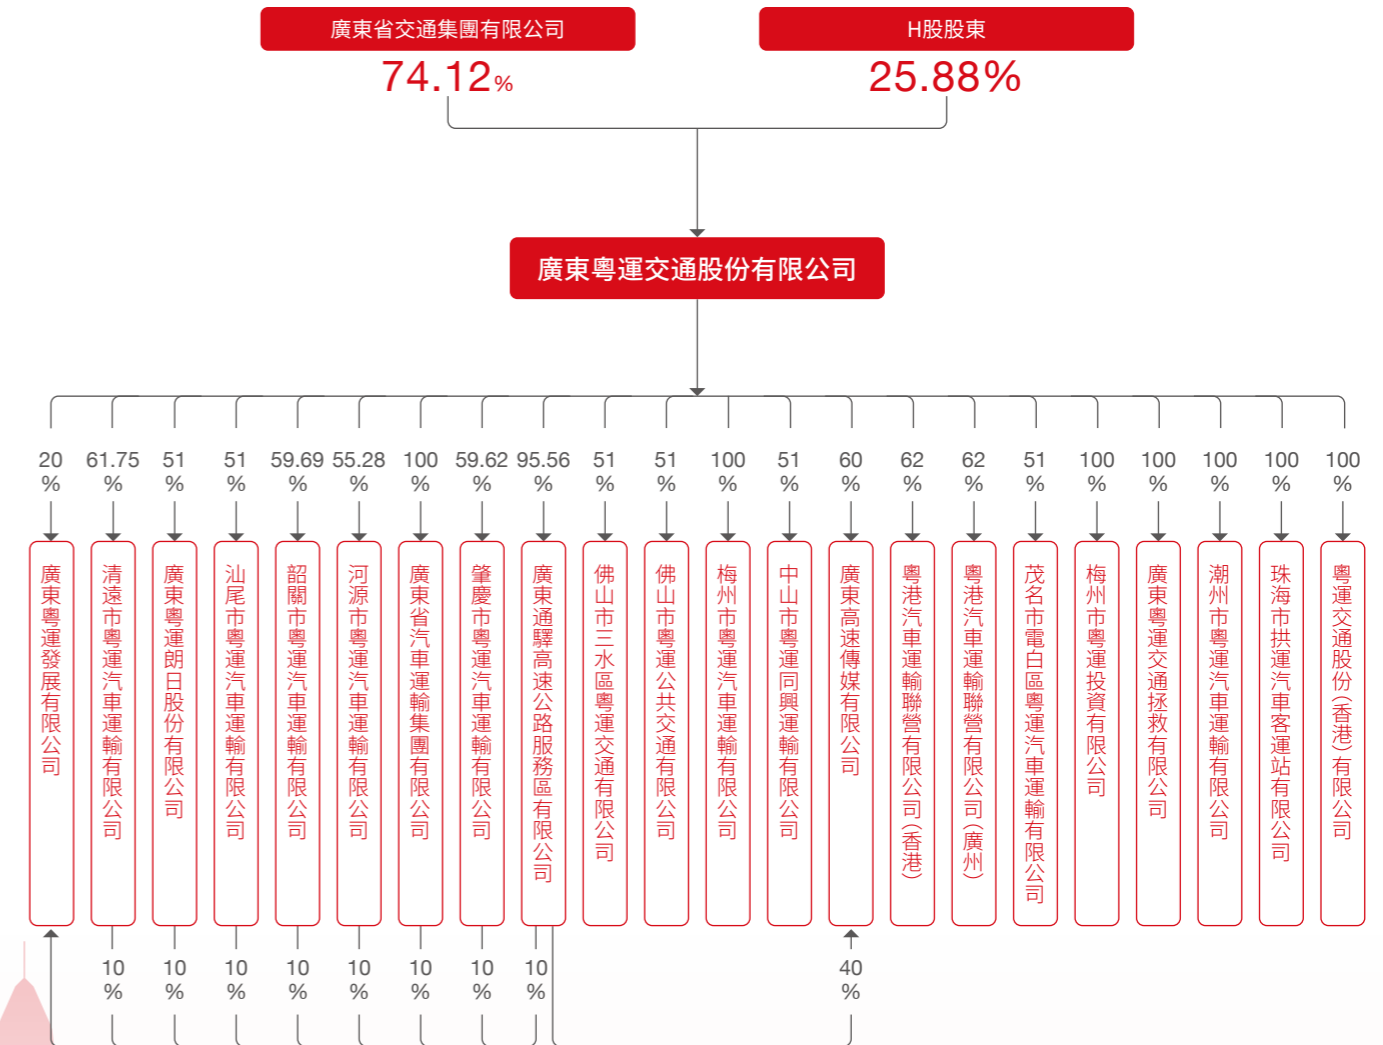 廣東省交通集團有限公司
74.12%
H股股東
25.88%
廣東粵運交通股份有限公司
20
%
61.75
%
51
%
51
%
59.69
%
55.28
%
100
%
59.62
%
95.56
%
51
%
51
%
100
%
51
%
60
%
62
%
62
%
51
%
100
%
100
%
100
%
100
%
100
%
廣東粵運發展有限公司
清遠市粵運汽車運輸有限公司
廣東粵運朗日股份有限公司
汕尾市粵運汽車運輸有限公司
韶關市粵運汽車運輸有限公司
河源市粵運汽車運輸有限公司
廣東省汽車運輸集團有限公司
肇慶市粵運汽車運輸有限公司
廣東通驛高速公路服務區有限公司
佛山市三水區粵運交通有限公司
佛山市粵運公共交通有限公司
梅州市粵運汽車運輸有限公司
中山市粵運同興運輸有限公司
廣東高速傳媒有限公司
粵港汽車運輸聯營有限公司(香港)
粵港汽車運輸聯營有限公司(廣州)
茂名市電白區粵運汽車運輸有限公司
梅州市粵運投資有限公司
廣東粵運交通拯救有限公司
潮州市粵運汽車運輸有限公司
珠海市拱運汽車客運站有限公司
粵運交通股份(香港)有限公司
10
%
10
%
10
%
10
%
10
%
10
%
10
%
10
%
40
%